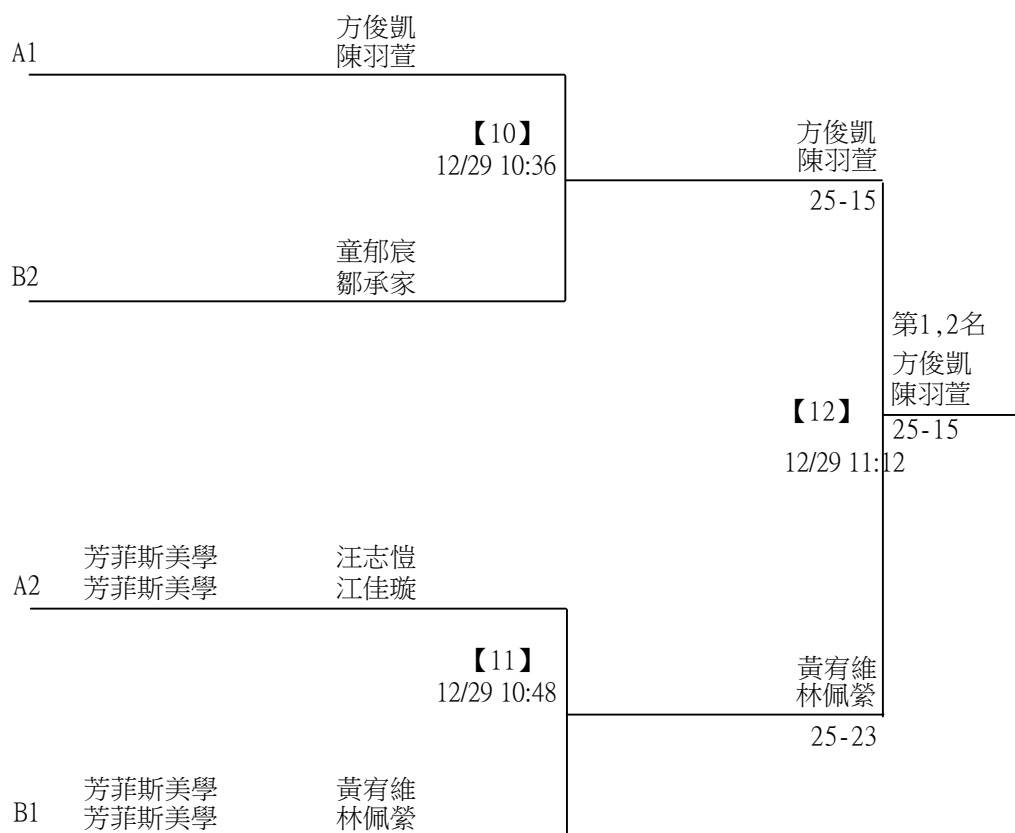 方俊凱
A1 陳羽萱
【10】
12/29 10:36
方俊凱
陳羽萱
25-15
童郁宸
B2 鄒承家
第1,2名
方俊凱
陳羽萱
【12】
25-15
12/29 11:12
芳菲斯美學 汪志愷
A2 芳菲斯美學 江佳璇
【11】
12/29 10:48
黃宥維
林佩縈
25-23
芳菲斯美學 黃宥維
B1 芳菲斯美學 林佩縈